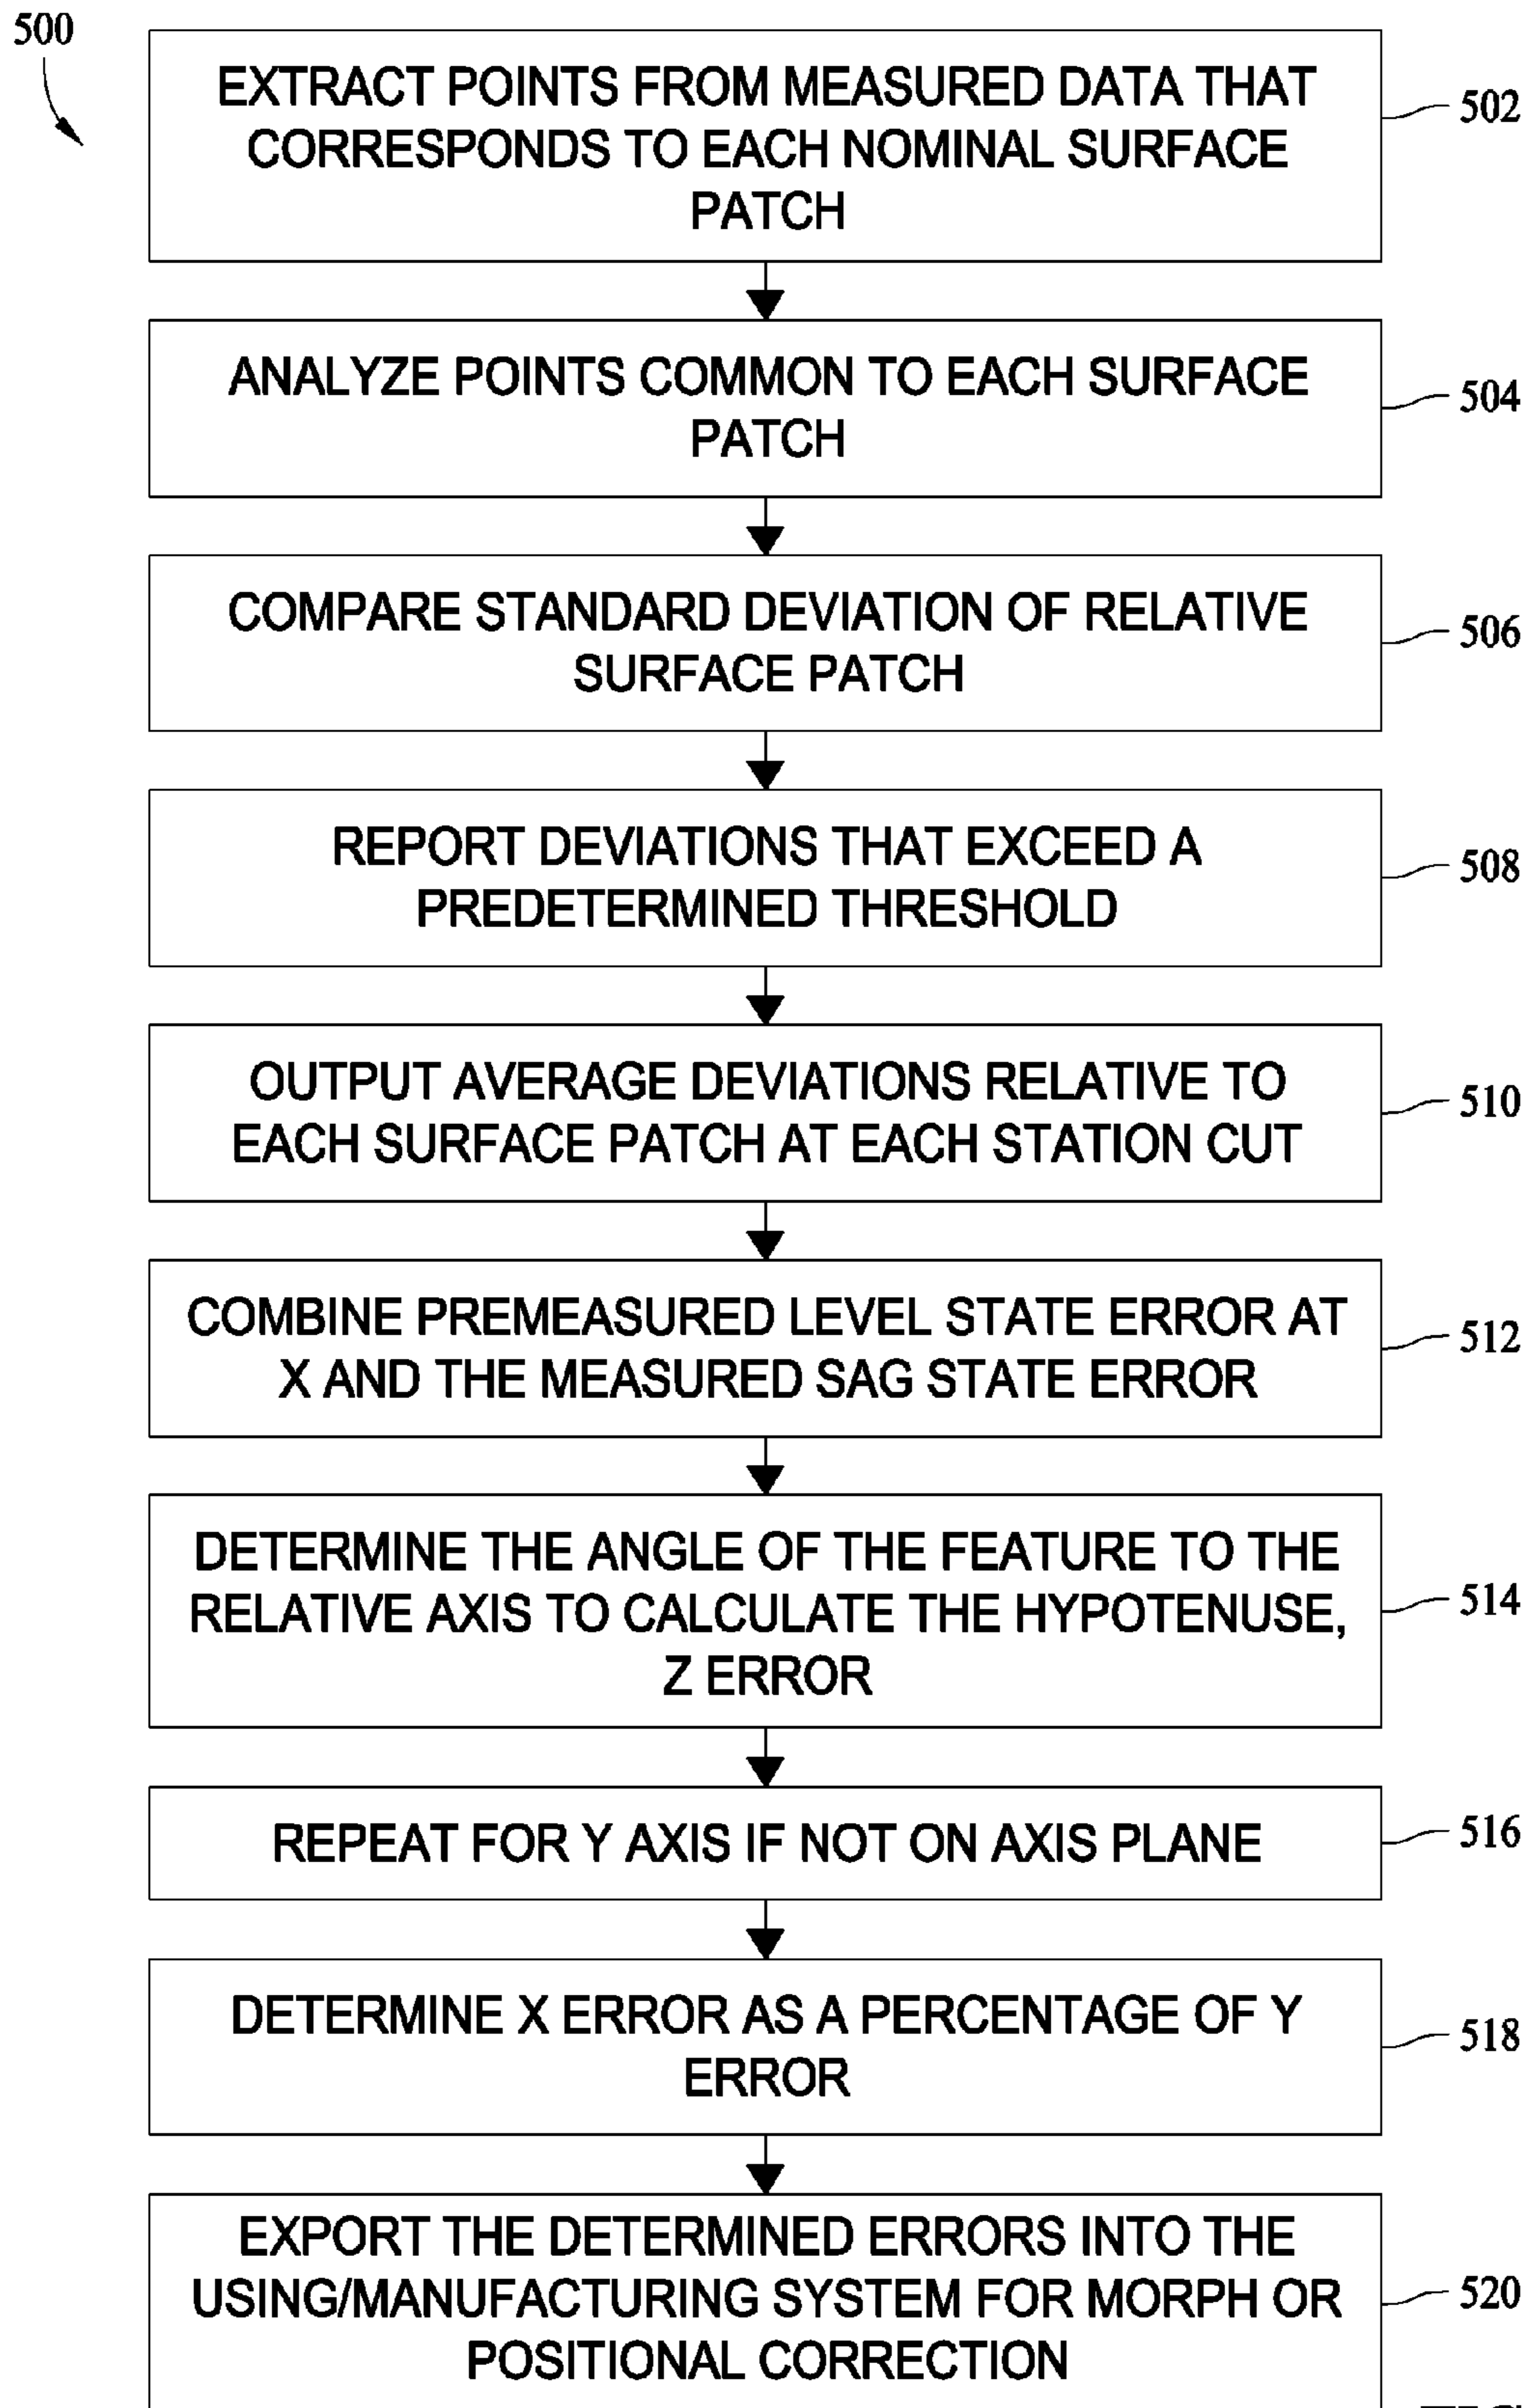 500
EXTRACT POINTS FROM MEASURED DATA THAT
CORRESPONDS TO EACH NOMINAL SURFACE
PATCH
502
ANALYZE POINTS COMMON TO EACH SURFACE
PATCH
504
COMPARE STANDARD DEVIATION OF RELATIVE
SURFACE PATCH
506
REPORT DEVIATIONS THAT EXCEED A
PREDETERMINED THRESHOLD
508
OUTPUT AVERAGE DEVIATIONS RELATIVE TO
EACH SURFACE PATCH AT EACH STATION CUT
510
COMBINE PREMEASURED LEVEL STATE ERROR AT
X AND THE MEASURED SAG STATE ERROR
512
DETERMINE THE ANGLE OF THE FEATURE TO THE
RELATIVE AXIS TO CALCULATE THE HYPOTENUSE,
Z ERROR
514
REPEAT FOR Y AXIS IF NOT ON AXIS PLANE
516
DETERMINE X ERROR AS A PERCENTAGE OF Y
ERROR
518
EXPORT THE DETERMINED ERRORS INTO THE
USING/MANUFACTURING SYSTEM FOR MORPH OR
POSITIONAL CORRECTION
520